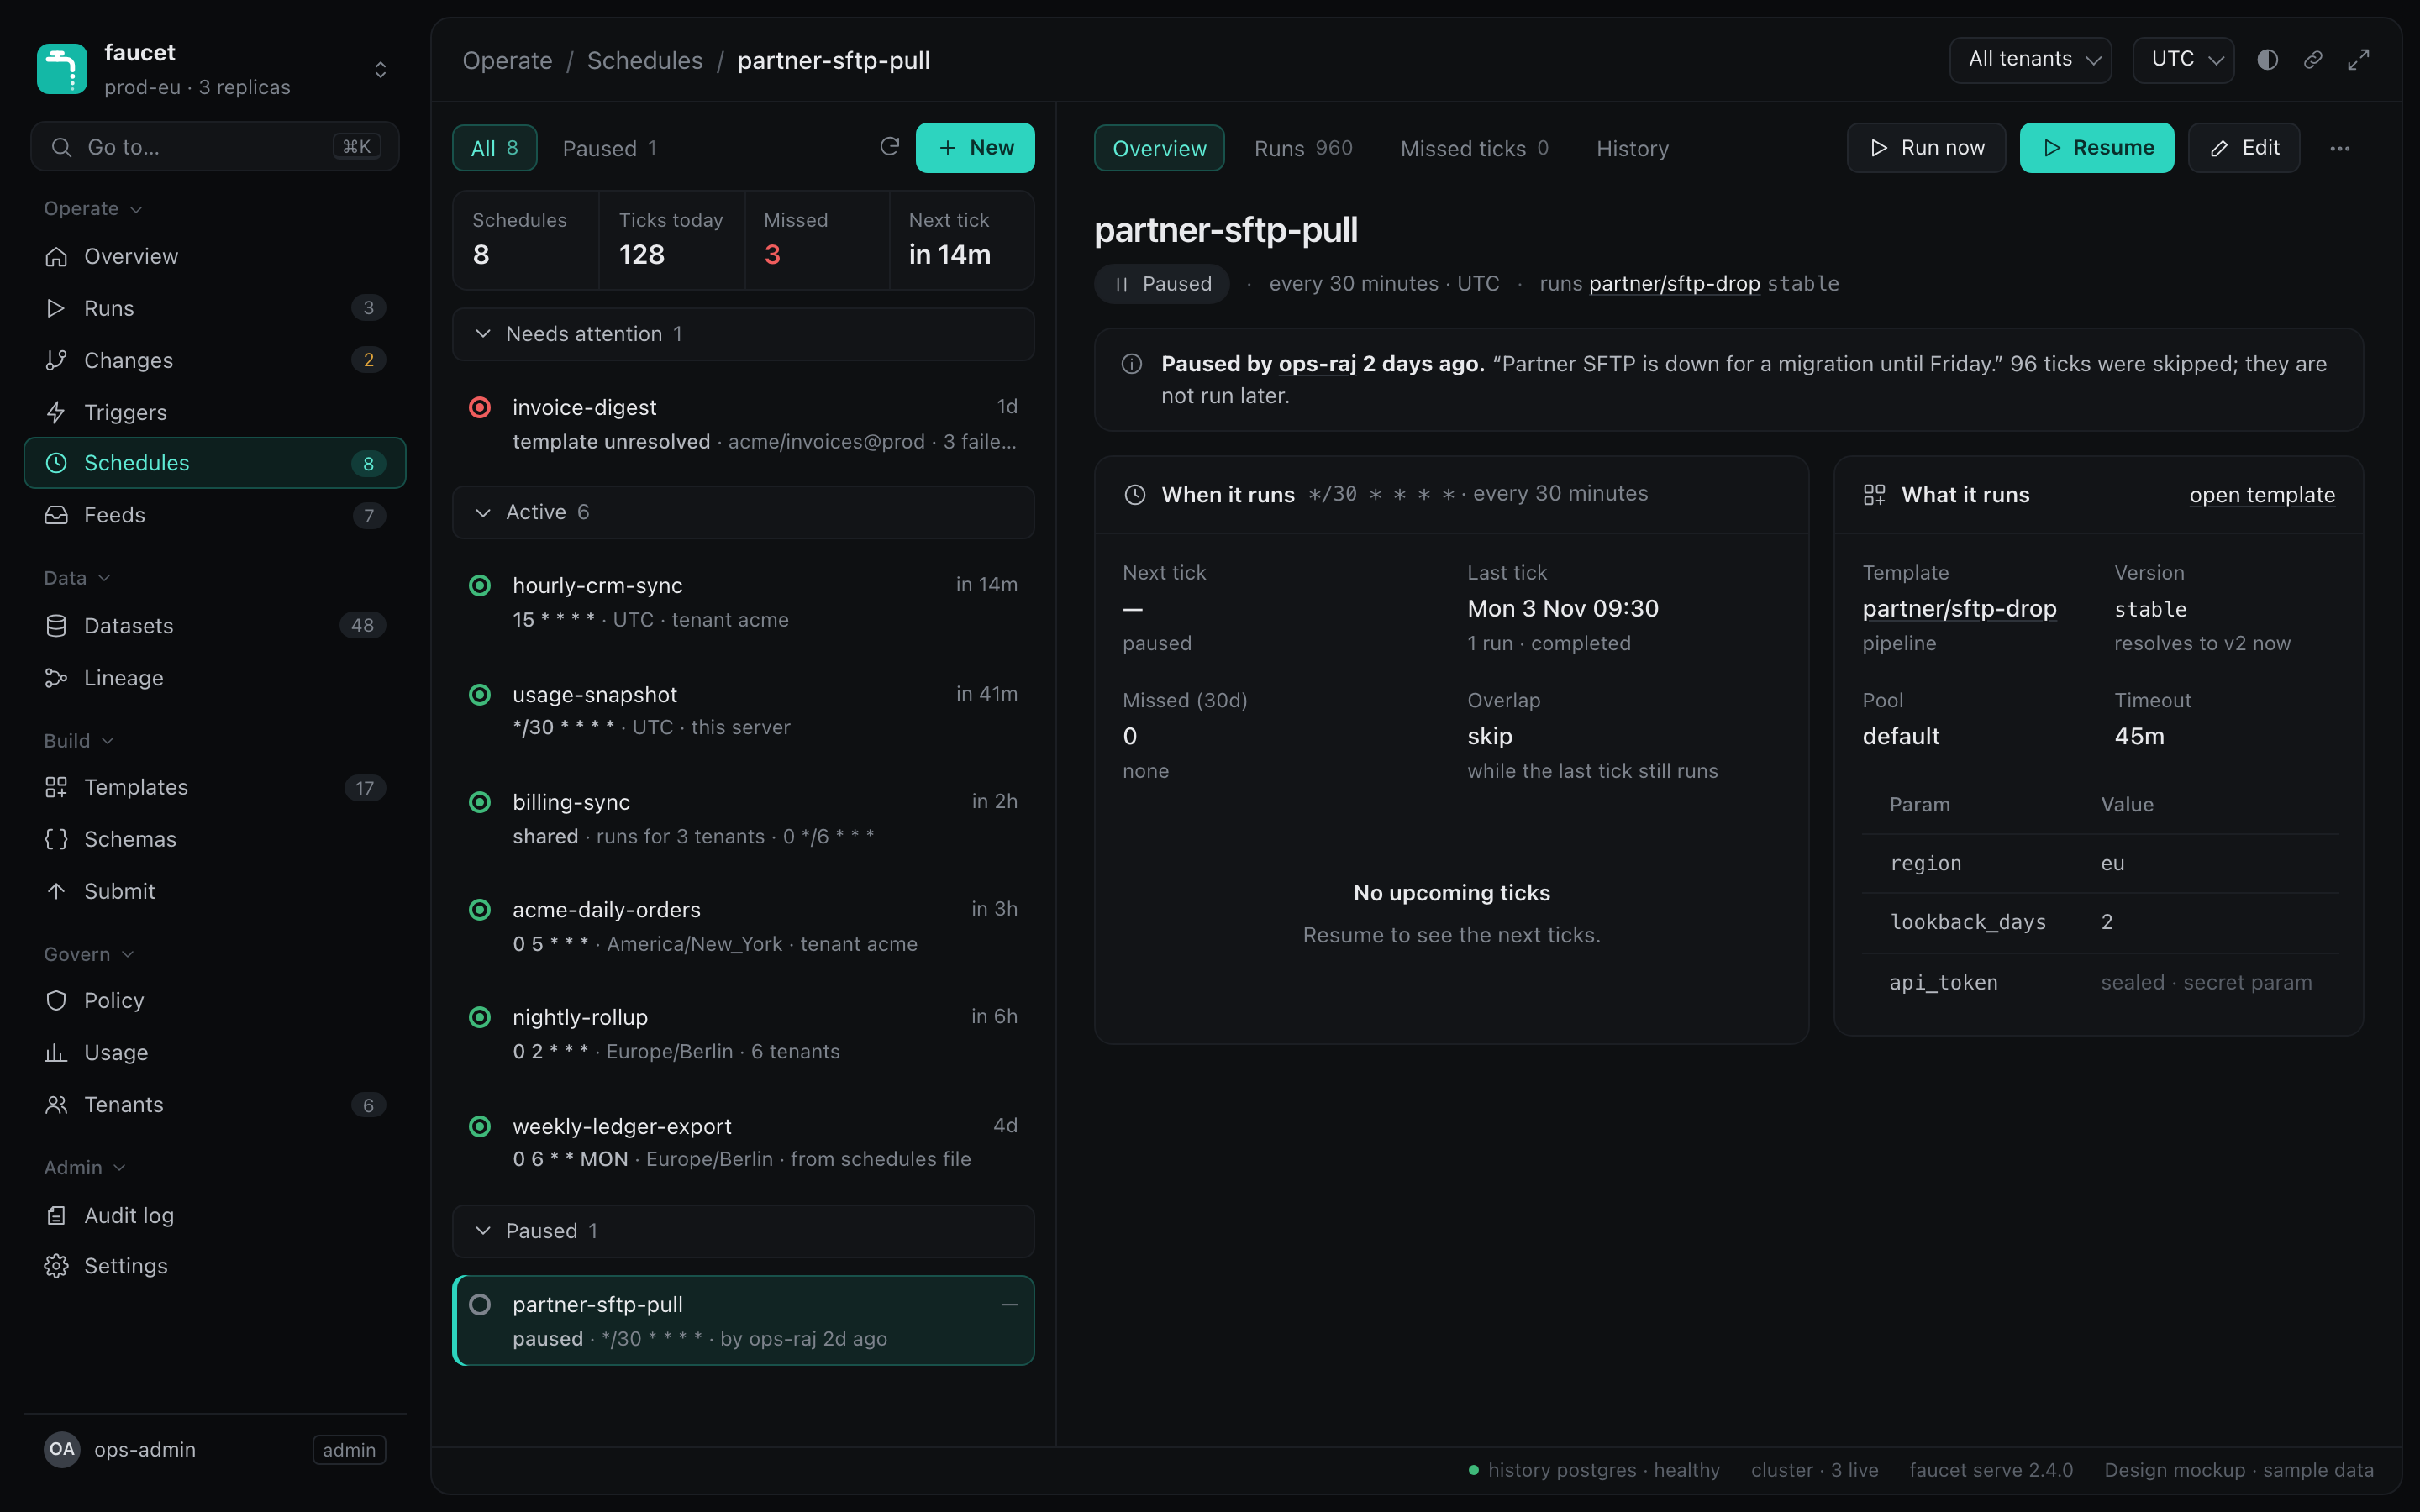 faucet
prod-eu · 3 replicas
Go to...
⌘K
Operate
Overview
Runs 3
Changes 2
Triggers
Schedules 8
Feeds 7
Data
Datasets 48
Lineage
Build
Templates 17
Schemas
Submit
Govern
Policy
Usage
Tenants 6
Admin
Audit log
Settings
OA ops-admin admin
Operate / Schedules / partner-sftp-pull
All tenants
UTC
All 8
Paused 1
New
Schedules
8
Ticks today
128
Missed
3
Next tick
in 14m
Needs attention 1
invoice-digest 1d
template unresolved · acme/invoices@prod · 3 faile...
Active 6
hourly-crm-sync in 14m
15 * * * * · UTC · tenant acme
usage-snapshot in 41m
*/30 * * * * · UTC · this server
billing-sync in 2h
shared · runs for 3 tenants · 0 */6 * * *
acme-daily-orders in 3h
0 5 * * * · America/New_York · tenant acme
nightly-rollup in 6h
0 2 * * * · Europe/Berlin · 6 tenants
weekly-ledger-export 4d
0 6 * * MON · Europe/Berlin · from schedules file
Paused 1
partner-sftp-pull —
paused · */30 * * * * · by ops-raj 2d ago
Overview
Runs 960
Missed ticks 0
History
Run now
Resume
Edit
partner-sftp-pull
Paused · every 30 minutes · UTC · runs partner/sftp-drop stable
Paused by ops-raj 2 days ago. “Partner SFTP is down for a migration until Friday.” 96 ticks were skipped; they are
not run later.
When it runs */30 * * * * · every 30 minutes
Next tick
—
paused
Last tick
Mon 3 Nov 09:30
1 run · completed
Missed (30d)
0
none
Overlap
skip
while the last tick still runs
No upcoming ticks
Resume to see the next ticks.
What it runs
open template
Template
partner/sftp-drop
pipeline
Version
stable
resolves to v2 now
Pool
default
Timeout
45m
Param Value
region eu
lookback_days 2
api_token sealed · secret param
history postgres · healthy
cluster · 3 live
faucet serve 2.4.0
Design mockup · sample data